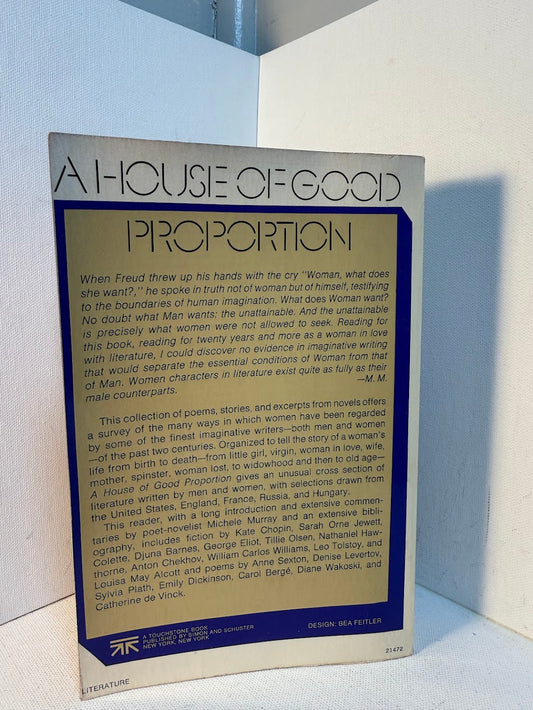 A HOUSE OF GOOD
PROPORTION
When Freud threw up his hands with the cry "Woman, what does
she want?," he spoke in truth not of woman but of himself, testifying
to the boundaries of human imagination. What does Woman want?
No doubt what Man wants: the unattainable. And the unattainable
is precisely what women were not allowed to seek. Reading for
this book, reading for twenty years and more as a woman in love
with literature, I could discover no evidence in imaginative writing
that would separate the essential conditions of Woman from that
of Man. Women characters in literature exist quite as fully as their
male counterparts. —M. M.
This collection of poems, stories, and excerpts from novels offers
a survey of the many ways in which women have been regarded
by some of the finest imaginative writers—both men and women
—of the past two centuries. Organized to tell the story of a woman's
life from birth to death—from little girl, virgin, woman in love, wife,
mother, spinster, woman lost, to widowhood and then to old age—
A House of Good Proportion gives an unusual cross section of
literature written by men and women, with selections drawn from
the United States, England, France, Russia, and Hungary.
This reader, with a long introduction and extensive commen-
taries by poet-novelist Michele Murray and an extensive bibli-
ography, includes fiction by Kate Chopin, Sarah Orne Jewett,
Colette, Djuna Barnes, George Eliot, Tillie Olsen, Nathaniel Haw-
thorne, Anton Chekhov, William Carlos Williams, Leo Tolstoy, and
Louisa May Alcott and poems by Anne Sexton, Denise Levertov,
Sylvia Plath, Emily Dickinson, Carol Bergé, Diane Wakoski, and
Catherine de Vinck.
A TOUCHSTONE BOOK
PUBLISHED BY SIMON AND SCHUSTER
NEW YORK, NEW YORK
DESIGN: BEA FEITLER
21472
LITERATURE